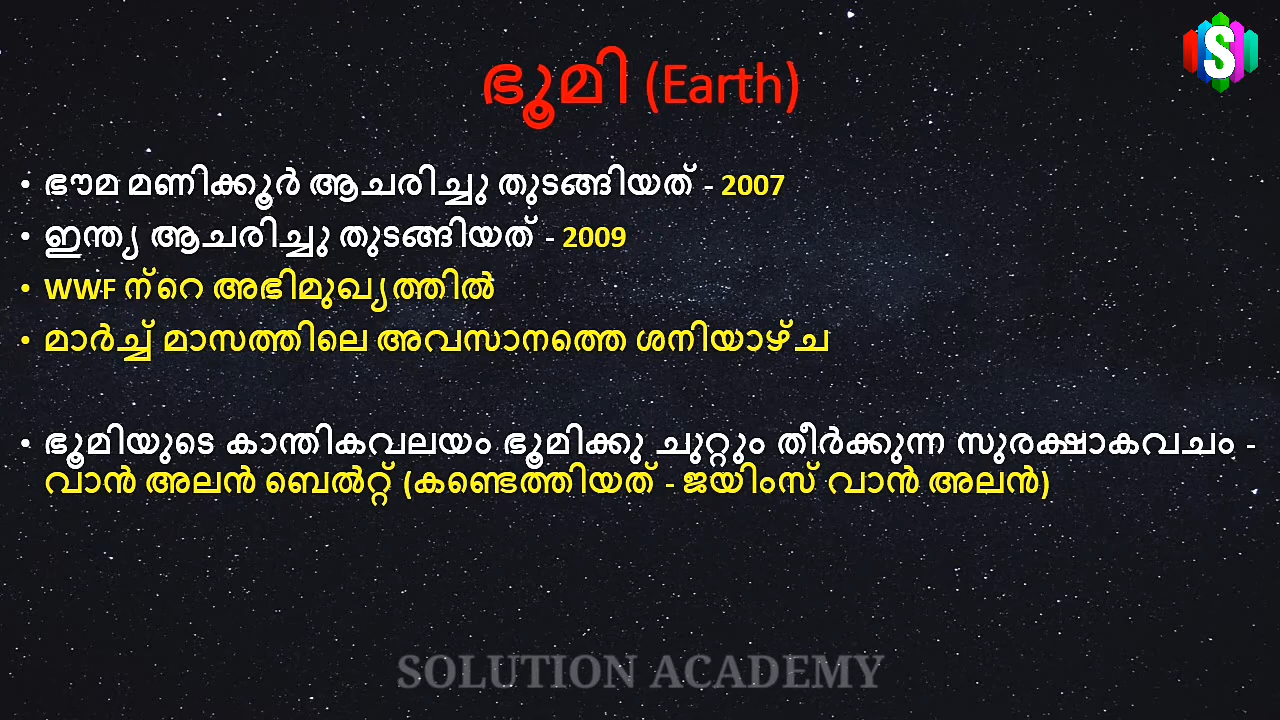 S
ഭൂമി (Earth)
• ഭൗമ മണിക്കൂർ ആചരിച്ചു തുടങ്ങിയത് - 2007
• ഇന്ത്യ ആചരിച്ചു തുടങ്ങിയത് - 2009
• WWF ന്റെ അഭിമുഖ്യത്തിൽ
• മാർച്ച് മാസത്തിലെ അവസാനത്തെ ശനിയാഴ്ച
• ഭൂമിയുടെ കാന്തികവലയം ഭൂമിക്കു ചുറ്റും തീർക്കുന്ന സുരക്ഷാകവചം -
വാൻ അലൻ ബെൽറ്റ് (കണ്ടെത്തിയത് - ജയിംസ് വാൻ അലൻ)
SOLUTION ACADEMY